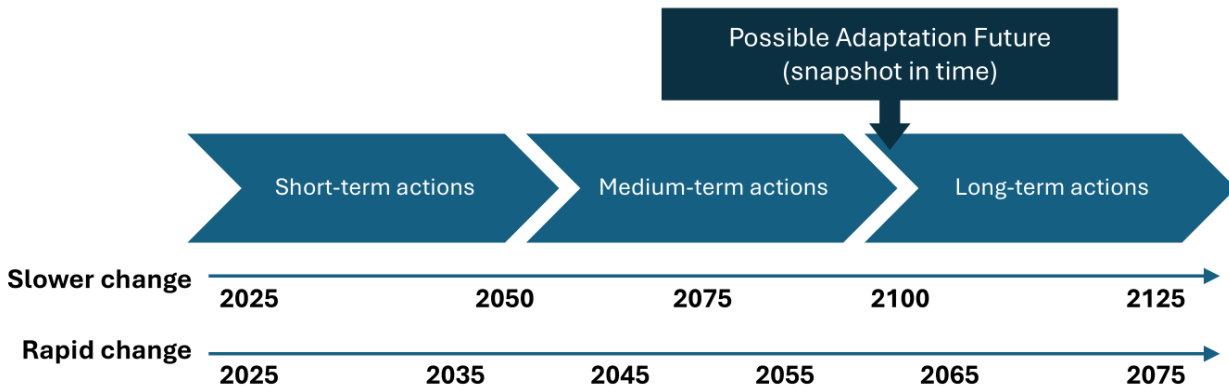 Possible Adaptation Future
(snapshot in time)
Short-term actions Medium-term actions Long-term actions
Slower change
2025 2050 2075 2100 2125
Rapid change
2025 2035 2045 2055 2065 2075